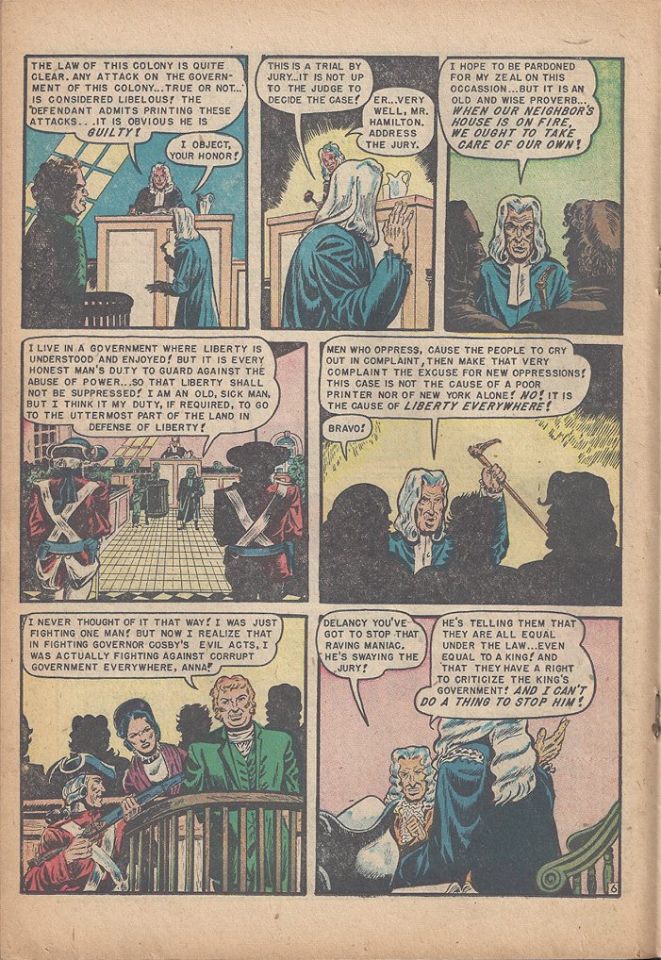 THE LAW OF THIS COLONY IS QUITE
CLEAR. ANY ATTACK ON THE GOVERN-
MENT OF THIS COLONY...TRUE OR NOT...
IS CONSIDERED LIBELOUS! THE
DEFENDANT ADMITS PRINTING THESE
ATTACKS... IT IS OBVIOUS HE IS
GUILTY!
I OBJECT,
YOUR HONOR!
THIS IS A TRIAL BY
JURY...IT IS NOT UP
TO THE JUDGE TO
DECIDE THE CASE!
ER...VERY
WELL, MR.
HAMILTON.
ADDRESS
THE JURY.
I HOPE TO BE PARDONED
FOR MY ZEAL ON THIS
OCCASSION...BUT IT IS AN
OLD AND WISE PROVERB...
WHEN OUR NEIGHBOR'S
HOUSE IS ON FIRE,
WE OUGHT TO TAKE
CARE OF OUR OWN!
I LIVE IN A GOVERNMENT WHERE LIBERTY IS
UNDERSTOOD AND ENJOYED! BUT IT IS EVERY
HONEST MAN'S DUTY TO GUARD AGAINST THE
ABUSE OF POWER...SO THAT LIBERTY SHALL
NOT BE SUPPRESSED! I AM AN OLD, SICK MAN,
BUT I THINK IT MY DUTY, IF REQUIRED, TO GO
TO THE UTTERMOST PART OF THE LAND IN
DEFENSE OF LIBERTY!
MEN WHO OPPRESS, CAUSE THE PEOPLE TO CRY
OUT IN COMPLAINT, THEN MAKE THAT VERY
COMPLAINT THE EXCUSE FOR NEW OPPRESSIONS!
THIS CASE IS NOT THE CAUSE OF A POOR
PRINTER NOR OF NEW YORK ALONE! NO! IT IS
THE CAUSE OF LIBERTY EVERYWHERE!
BRAVO!
I NEVER THOUGHT OF IT THAT WAY! I WAS JUST
FIGHTING ONE MAN! BUT NOW I REALIZE THAT
IN FIGHTING GOVERNOR COSBY'S EVIL ACTS, I
WAS ACTUALLY FIGHTING AGAINST CORRUPT
GOVERNMENT EVERYWHERE, ANNA!
DELANCY YOU'VE
GOT TO STOP THAT
RAVING MANIAC.
HE'S SWAYING THE
JURY!
HE'S TELLING THEM THAT
THEY ARE ALL EQUAL
UNDER THE LAW...EVEN
EQUAL TO A KING! AND
THAT THEY HAVE A RIGHT
TO CRITICIZE THE KING'S
GOVERNMENT! AND I CAN'T
DO A THING TO STOP HIM!
6